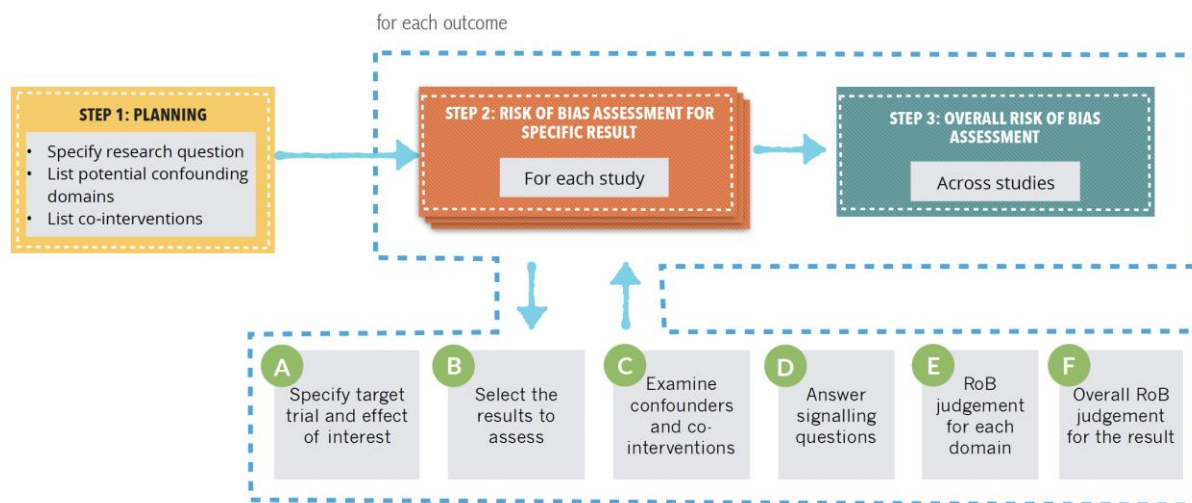 for each outcome
STEP 1: PLANNING
• Specify research question
• List potential confounding
domains
• List co-interventions
STEP 2: RISK OF BIAS ASSESSMENT FOR
SPECIFIC RESULT
For each study
STEP 3: OVERALL RISK OF BIAS
ASSESSMENT
Across studies
A
Specify target
trial and effect
of interest
B
Select the
results to
assess
C
Examine
confounders
and co-
interventions
D
Answer
signalling
questions
E
RoB
judgement
for each
domain
F
Overall RoB
judgement
for the result